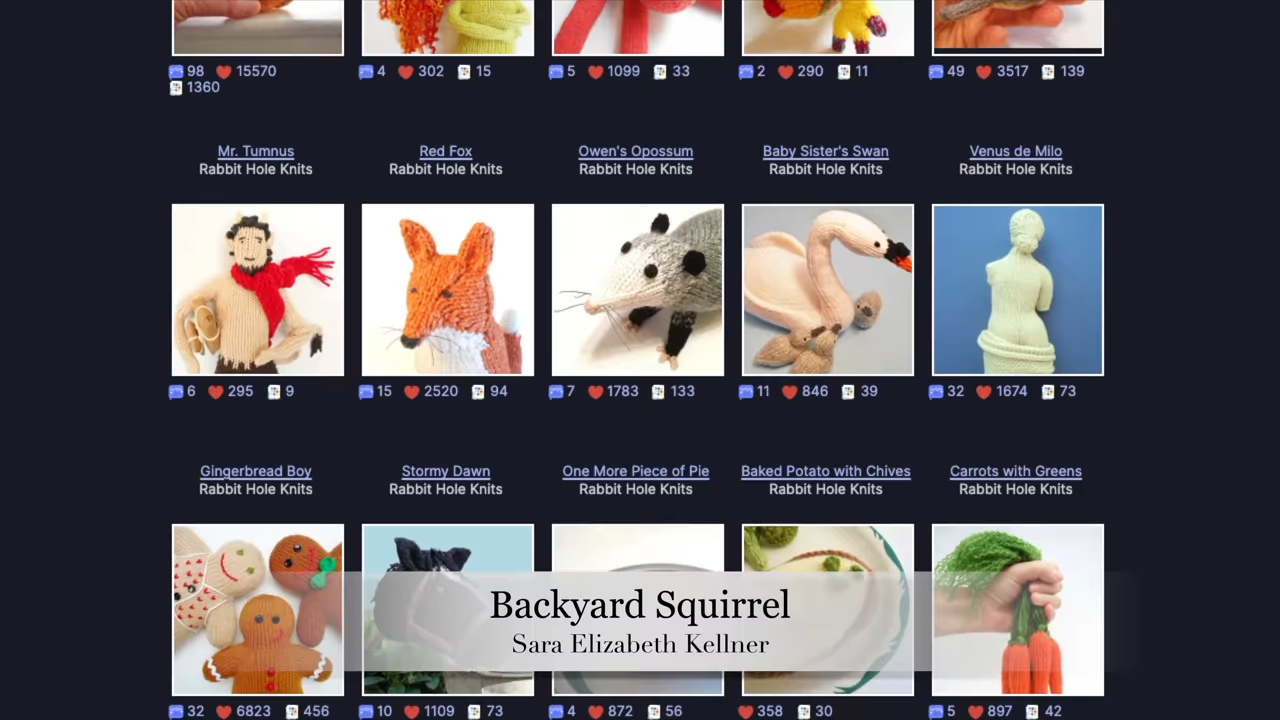 98 15570 4 302 15 5 1099 33 2 290 11 49 3517 139
1360
Mr. Tumnus Red Fox Owen's Opossum Baby Sister's Swan Venus de Milo
Rabbit Hole Knits Rabbit Hole Knits Rabbit Hole Knits Rabbit Hole Knits Rabbit Hole Knits
6 295 9 15 2520 94 7 1783 133 11 846 39 32 1674 73
Gingerbread Boy Stormy Dawn One More Piece of Pie Baked Potato with Chives Carrots with Greens
Rabbit Hole Knits Rabbit Hole Knits Rabbit Hole Knits Rabbit Hole Knits Rabbit Hole Knits
Backyard Squirrel
Sara Elizabeth Kellner
32 6823 456 10 1109 73 4 872 56 358 30 5 897 42